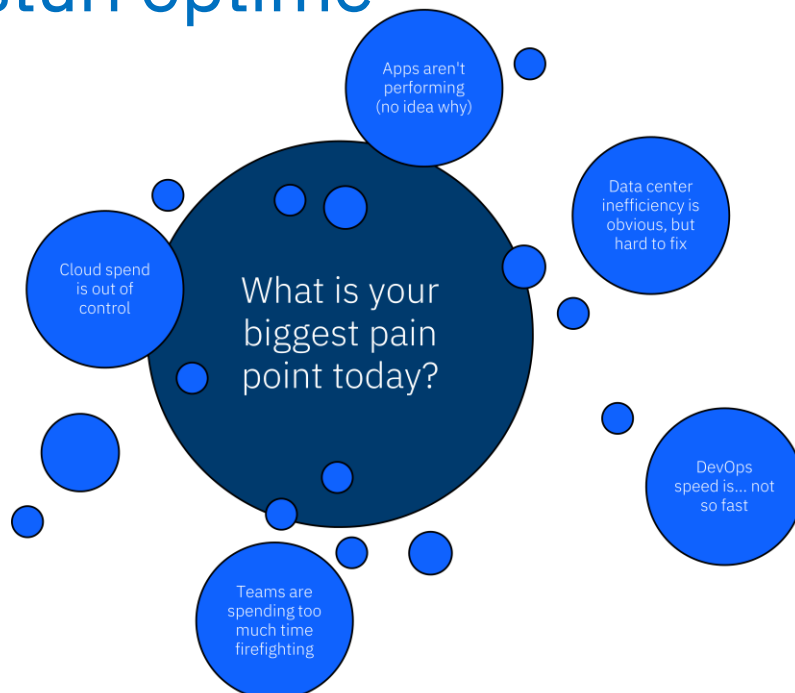 Apps aren't
performing
(no idea why)
Data center
inefficiency is
obvious, but
hard to fix
Cloud spend
is out of
control
What is your
biggest pain
point today?
DevOps
speed is... not
so fast
Teams are
spending too
much time
firefighting